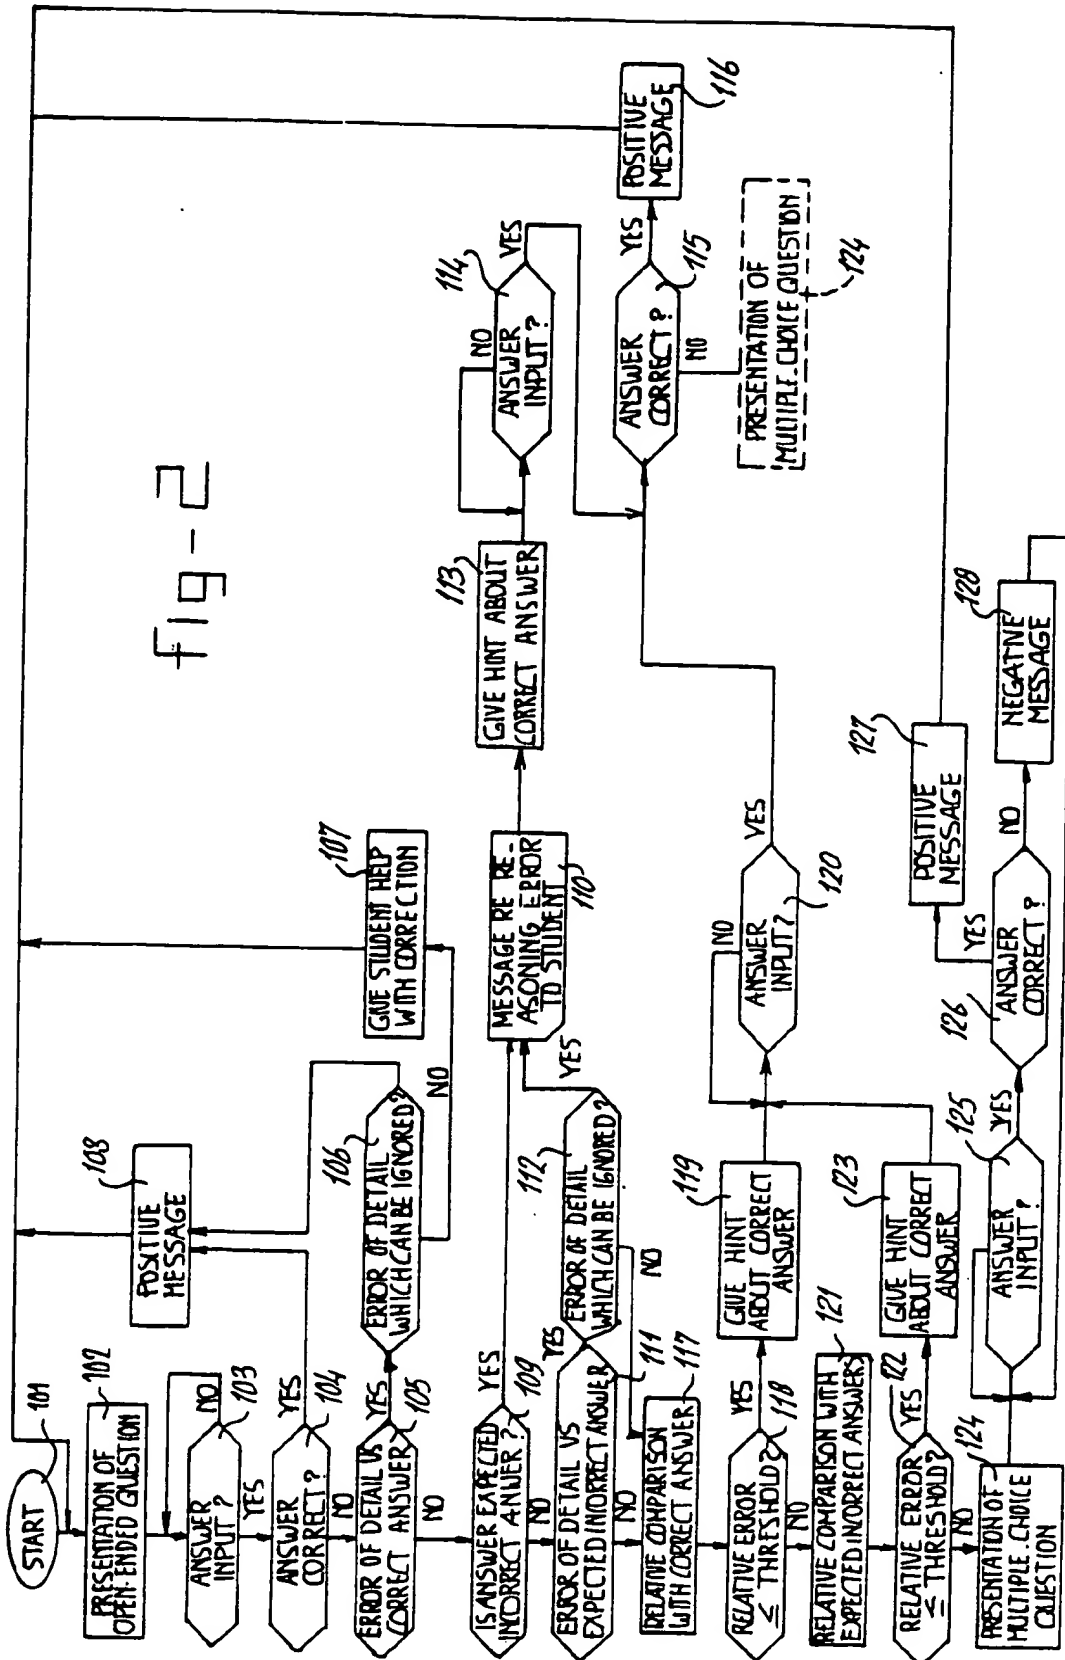 fig-2
START
101
PRESENTATION OF
OPEN-ENDED QUESTION
102
ANSWER
INPUT?
103
NO
YES
ANSWER
CORRECT?
104
YES
NO
ERROR OF DETAIL VS
CORRECT ANSWER
105
YES
NO
ERROR OF DETAIL
WHICH CAN BE IGNORED?
106
NO
GIVE STUDENT HELP
WITH CORRECTION
107
POSITIVE
MESSAGE
108
IS ANSWER EXPECTED
INCORRECT ANWER?
109
YES
NO
MESSAGE RE RE-
ASONING ERROR
TO STUDENT
110
ERROR OF DETAIL VS
EXPECTED INCORRECT ANSWER
111
YES
NO
ERROR OF DETAIL
WHICH CAN BE IGNORED?
112
YES
NO
GIVE HINT ABOUT
CORRECT ANSWER
113
ANSWER
INPUT?
114
NO
YES
ANSWER
CORRECT?
115
YES
NO
POSITIVE
MESSAGE
116
PRESENTATION OF
MULTIPLE-CHOICE QUESTION
124
RELATIVE COMPARISON
WITH CORRECT ANSWER
117
RELATIVE ERROR
≤ THRESHOLD?
118
YES
NO
GIVE HINT
ABOUT CORRECT
ANSWER
119
ANSWER
INPUT?
120
NO
YES
RELATIVE COMPARISON WITH
EXPECTED INCORRECT ANSWERS
121
RELATIVE ERROR
≤ THRESHOLD?
122
YES
NO
GIVE HINT
ABOUT CORRECT
ANSWER
123
PRESENTATION OF
MULTIPLE-CHOICE
QUESTION
124
ANSWER
INPUT?
125
YES
ANSWER
CORRECT?
126
YES
NO
POSITIVE
MESSAGE
127
NEGATIVE
MESSAGE
128